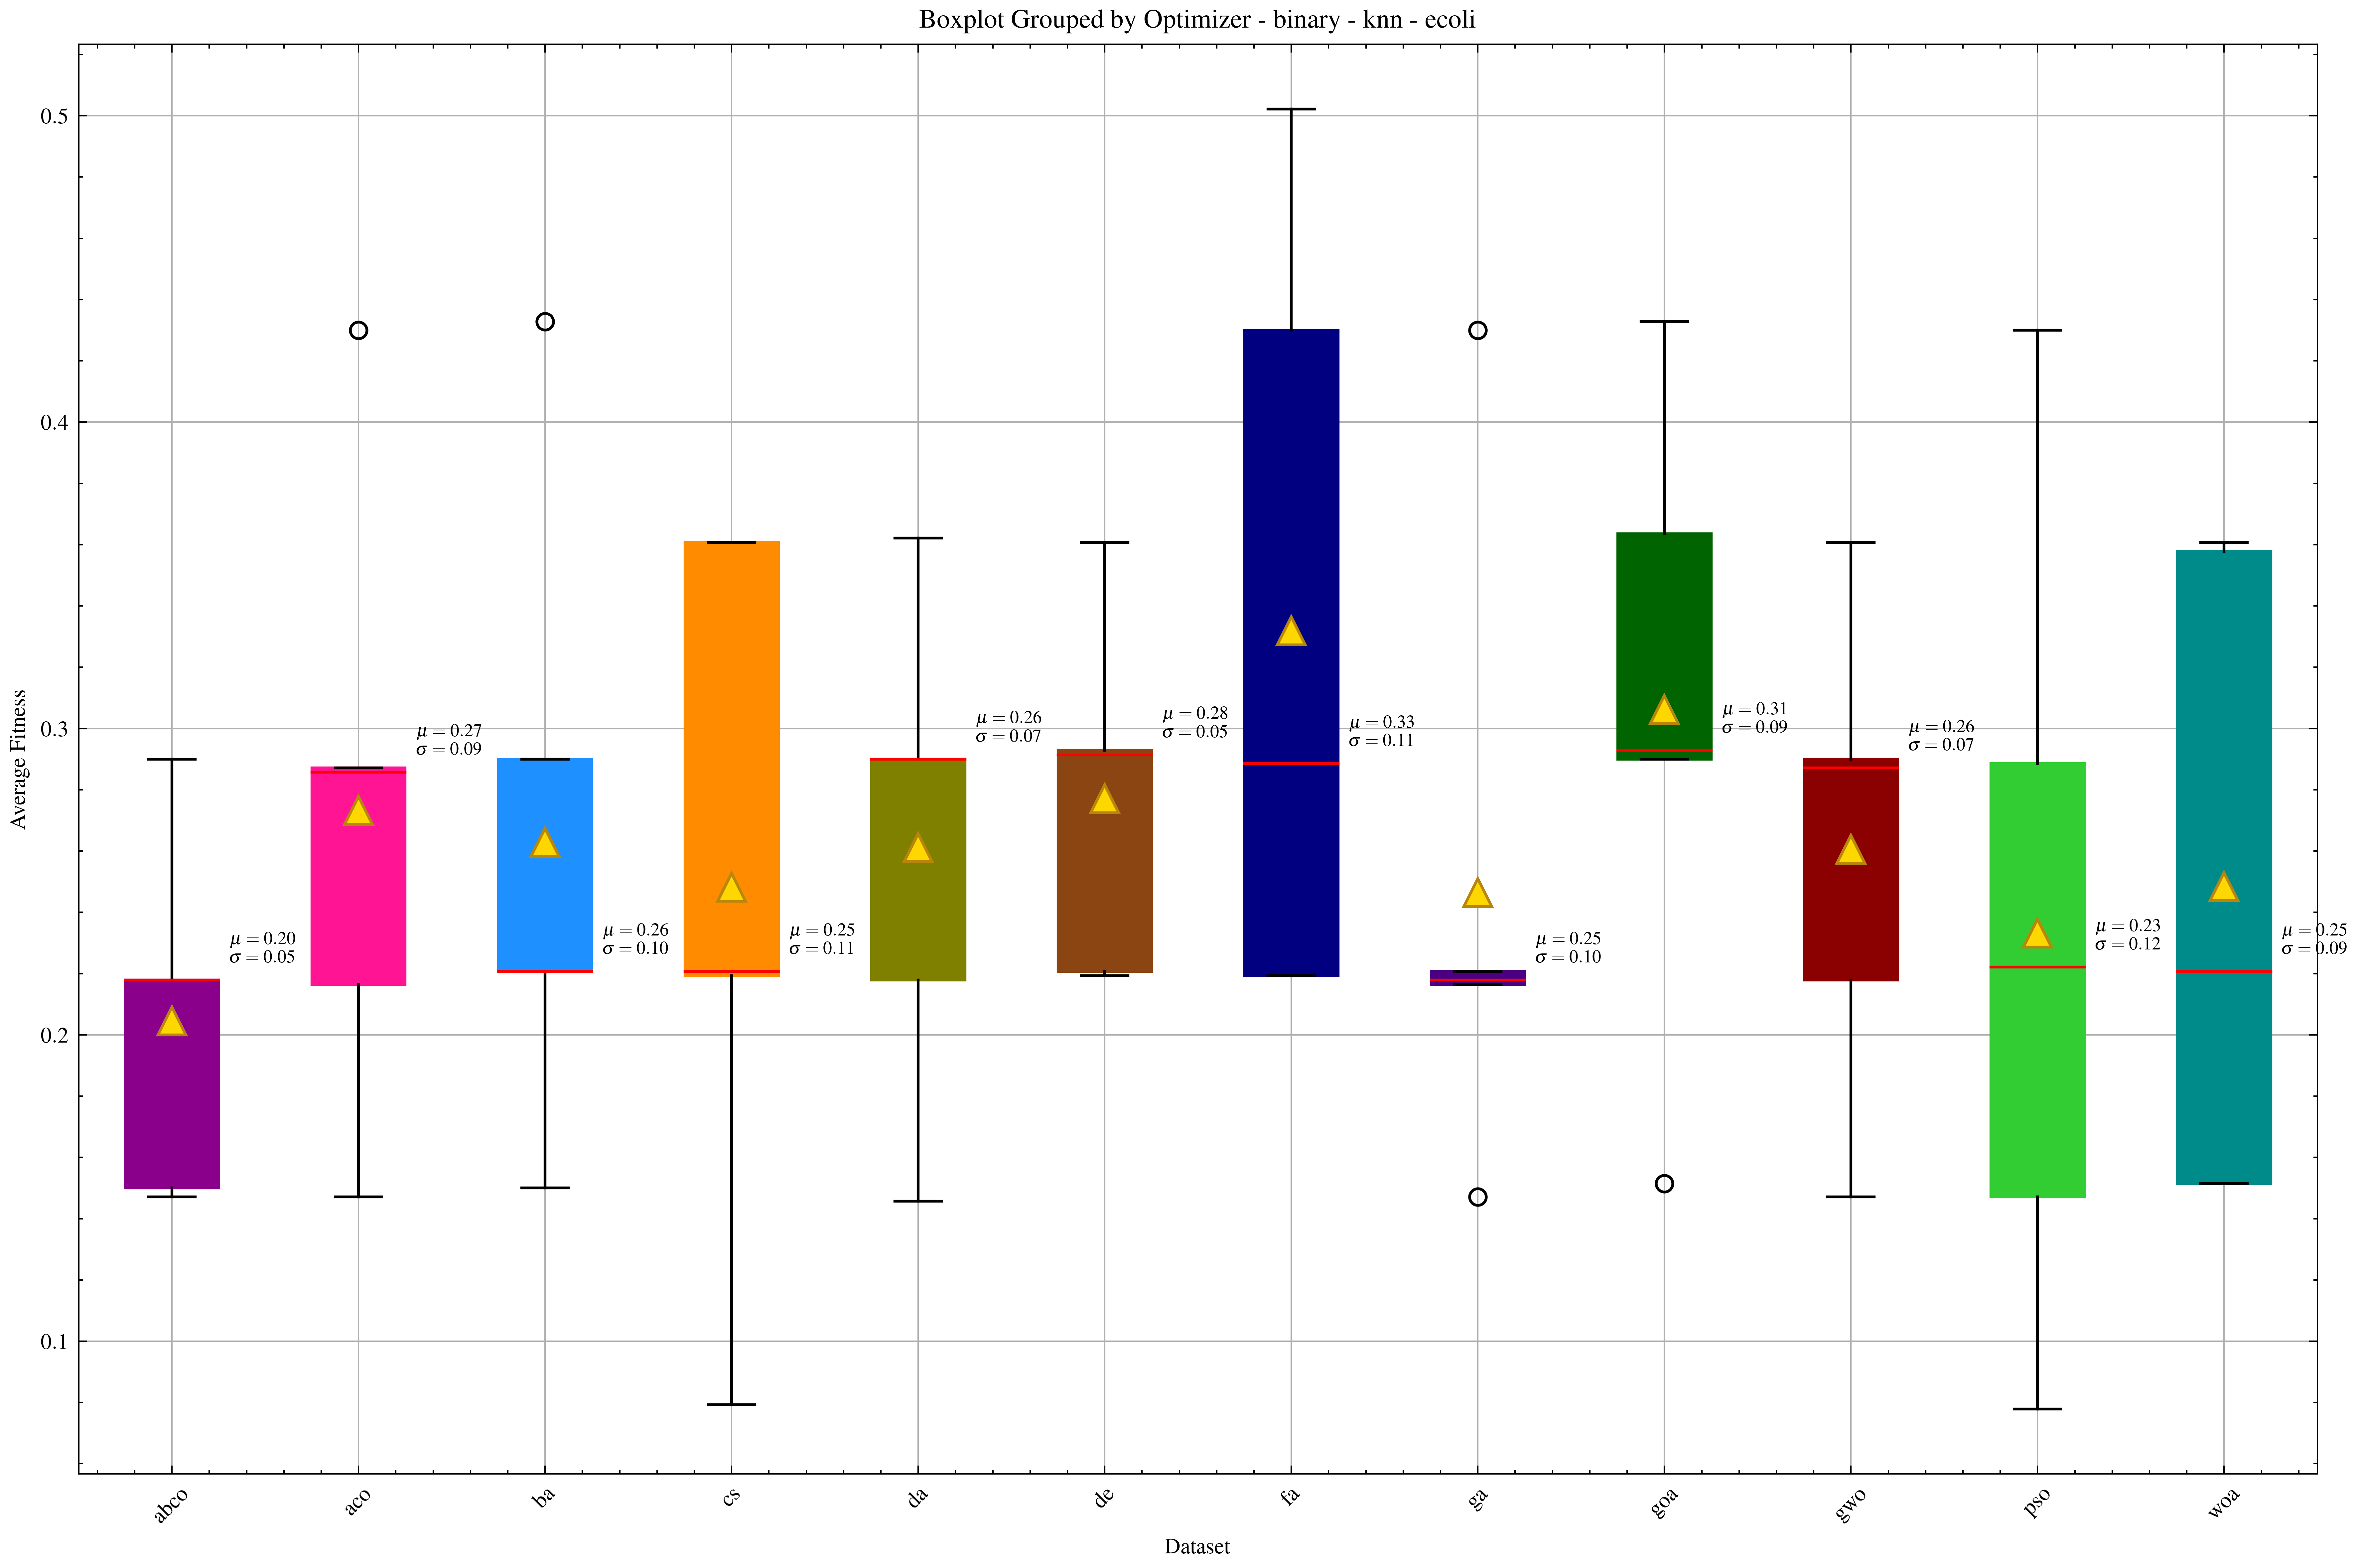 Boxplot Grouped by Optimizer - binary - knn - ecoli
Average Fitness
0.5
0.4
0.3
0.2
0.1
μ = 0.20
σ = 0.05
μ = 0.27
σ = 0.09
μ = 0.26
σ = 0.10
μ = 0.25
σ = 0.11
μ = 0.26
σ = 0.07
μ = 0.28
σ = 0.05
μ = 0.33
σ = 0.11
μ = 0.25
σ = 0.10
μ = 0.31
σ = 0.09
μ = 0.26
σ = 0.07
μ = 0.23
σ = 0.12
μ = 0.25
σ = 0.09
abco
aco
ba
cs
da
de
fa
ga
goa
gwo
pso
woa
Dataset